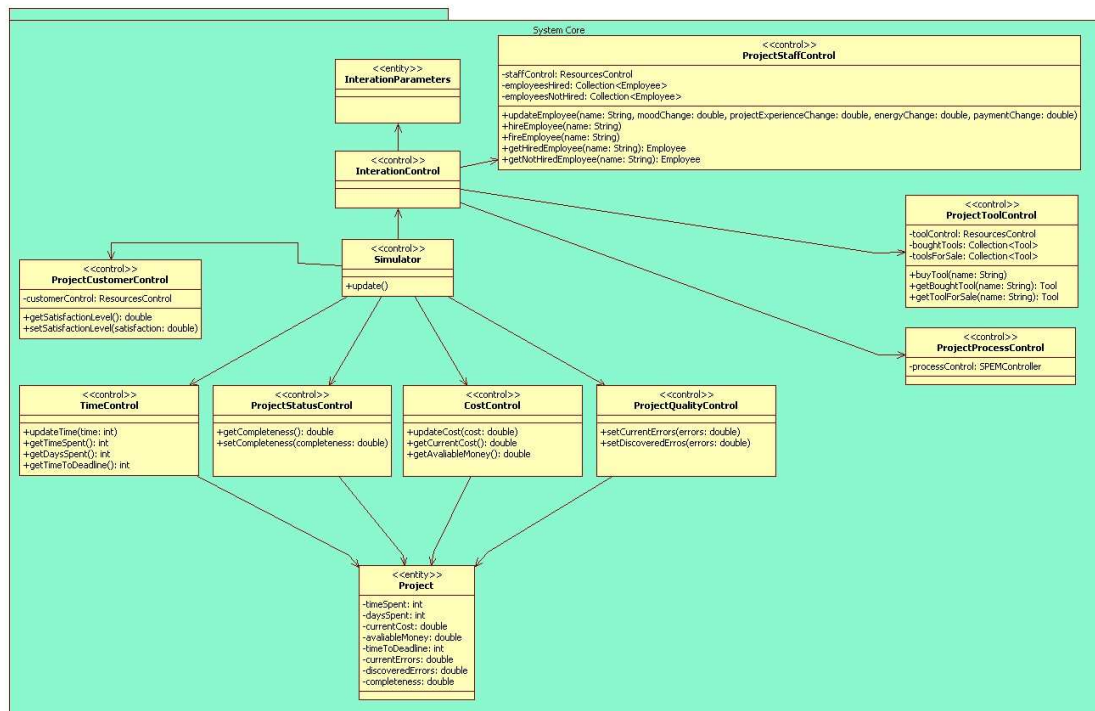 System Core
<<control>>
ProjectStaffControl
-staffControl: ResourcesControl
-employeesHired: Collection<Employee>
-employeesNotHired: Collection<Employee>
+updateEmployee(name: String, moodChange: double, projectExperienceChange: double, energyChange: double, paymentChange: double)
+hireEmployee(name: String)
+fireEmployee(name: String)
+getHiredEmployee(name: String): Employee
+getNotHiredEmployee(name: String): Employee
<<entity>>
InterationParameters
<<control>>
InterationControl
<<control>>
ProjectToolControl
-toolControl: ResourcesControl
-boughtTools: Collection<Tool>
-toolsForSale: Collection<Tool>
+buyTool(name: String)
+getBoughtTool(name: String): Tool
+getToolForSale(name: String): Tool
<<control>>
Simulator
+update()
<<control>>
ProjectCustomerControl
-customerControl: ResourcesControl
+getSatisfactionLevel(): double
+setSatisfactionLevel(satisfaction: double)
<<control>>
ProjectProcessControl
-processControl: SPEMController
<<control>>
TimeControl
+updateTime(time: int)
+getTimeSpent(): int
+getDaysSpent(): int
+getTimeToDeadline(): int
<<control>>
ProjectStatusControl
+getCompleteness(): double
+setCompleteness(completeness: double)
<<control>>
CostControl
+updateCost(cost: double)
+getCurrentCost(): double
+getAvaliableMoney(): double
<<control>>
ProjectQualityControl
+setCurrentErrors(errors: double)
+setDiscoveredErros(errors: double)
<<entity>>
Project
-timeSpent: int
-daysSpent: int
-currentCost: double
-avaliableMoney: double
-timeToDeadline: int
-currentErrors: double
-discoveredErrors: double
-completeness: double